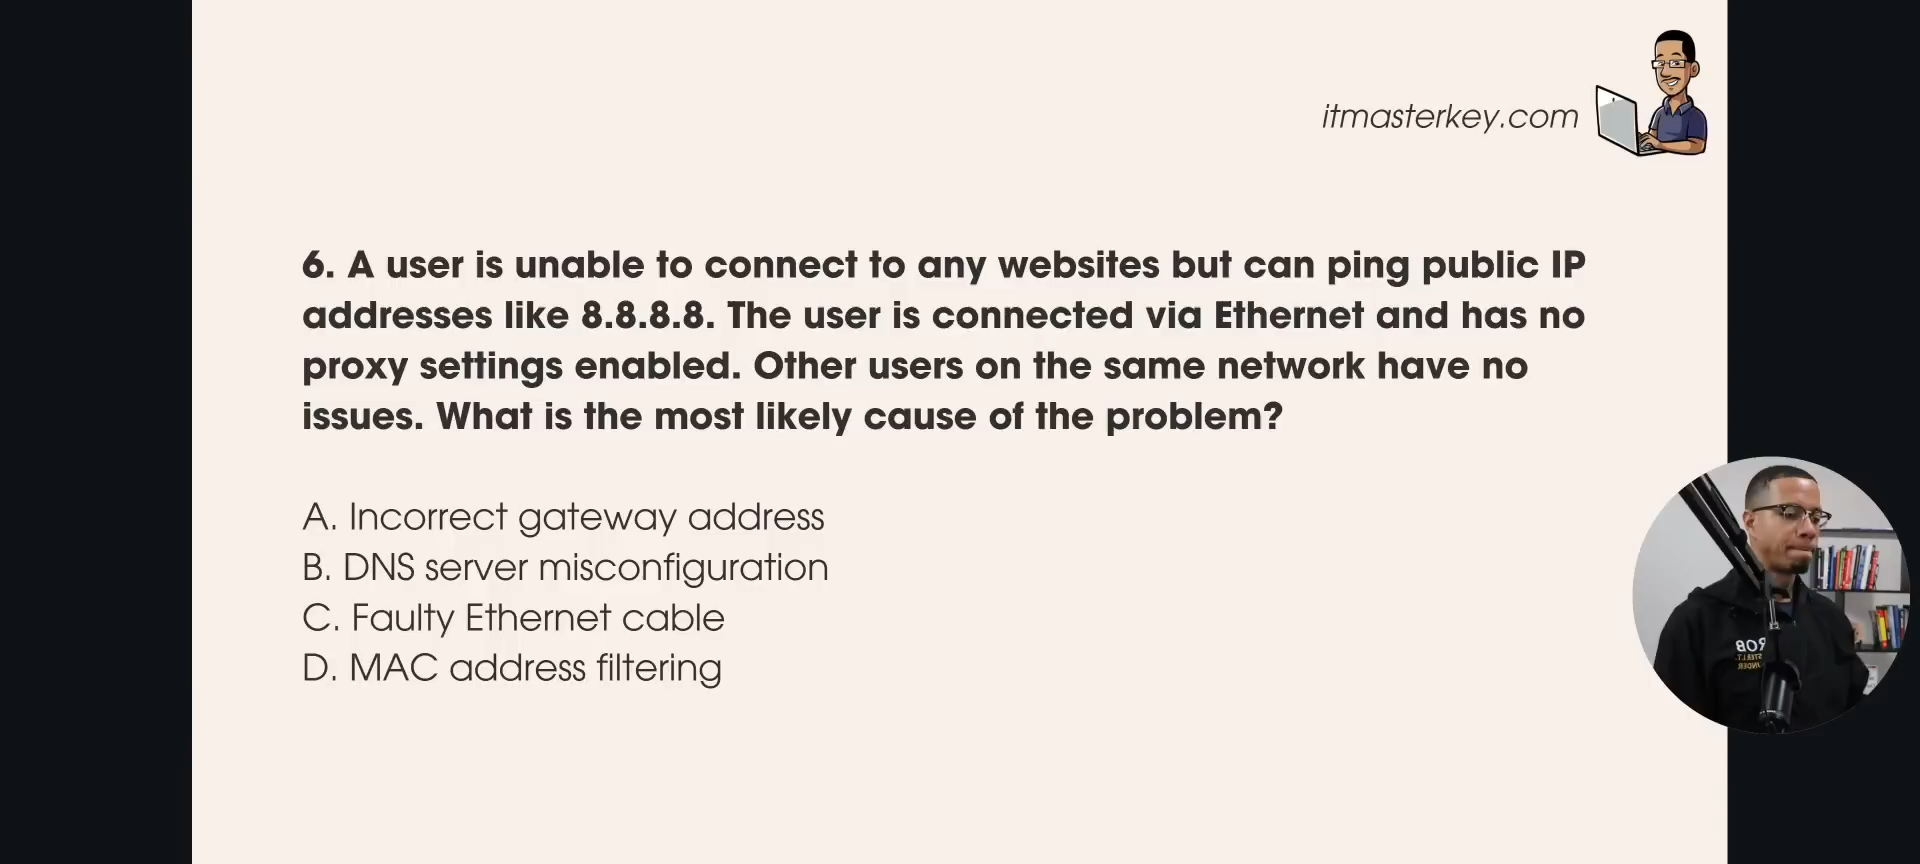 itmasterkey.com
6. A user is unable to connect to any websites but can ping public IP
addresses like 8.8.8.8. The user is connected via Ethernet and has no
proxy settings enabled. Other users on the same network have no
issues. What is the most likely cause of the problem?
A. Incorrect gateway address
B. DNS server misconfiguration
C. Faulty Ethernet cable
D. MAC address filtering
ROB